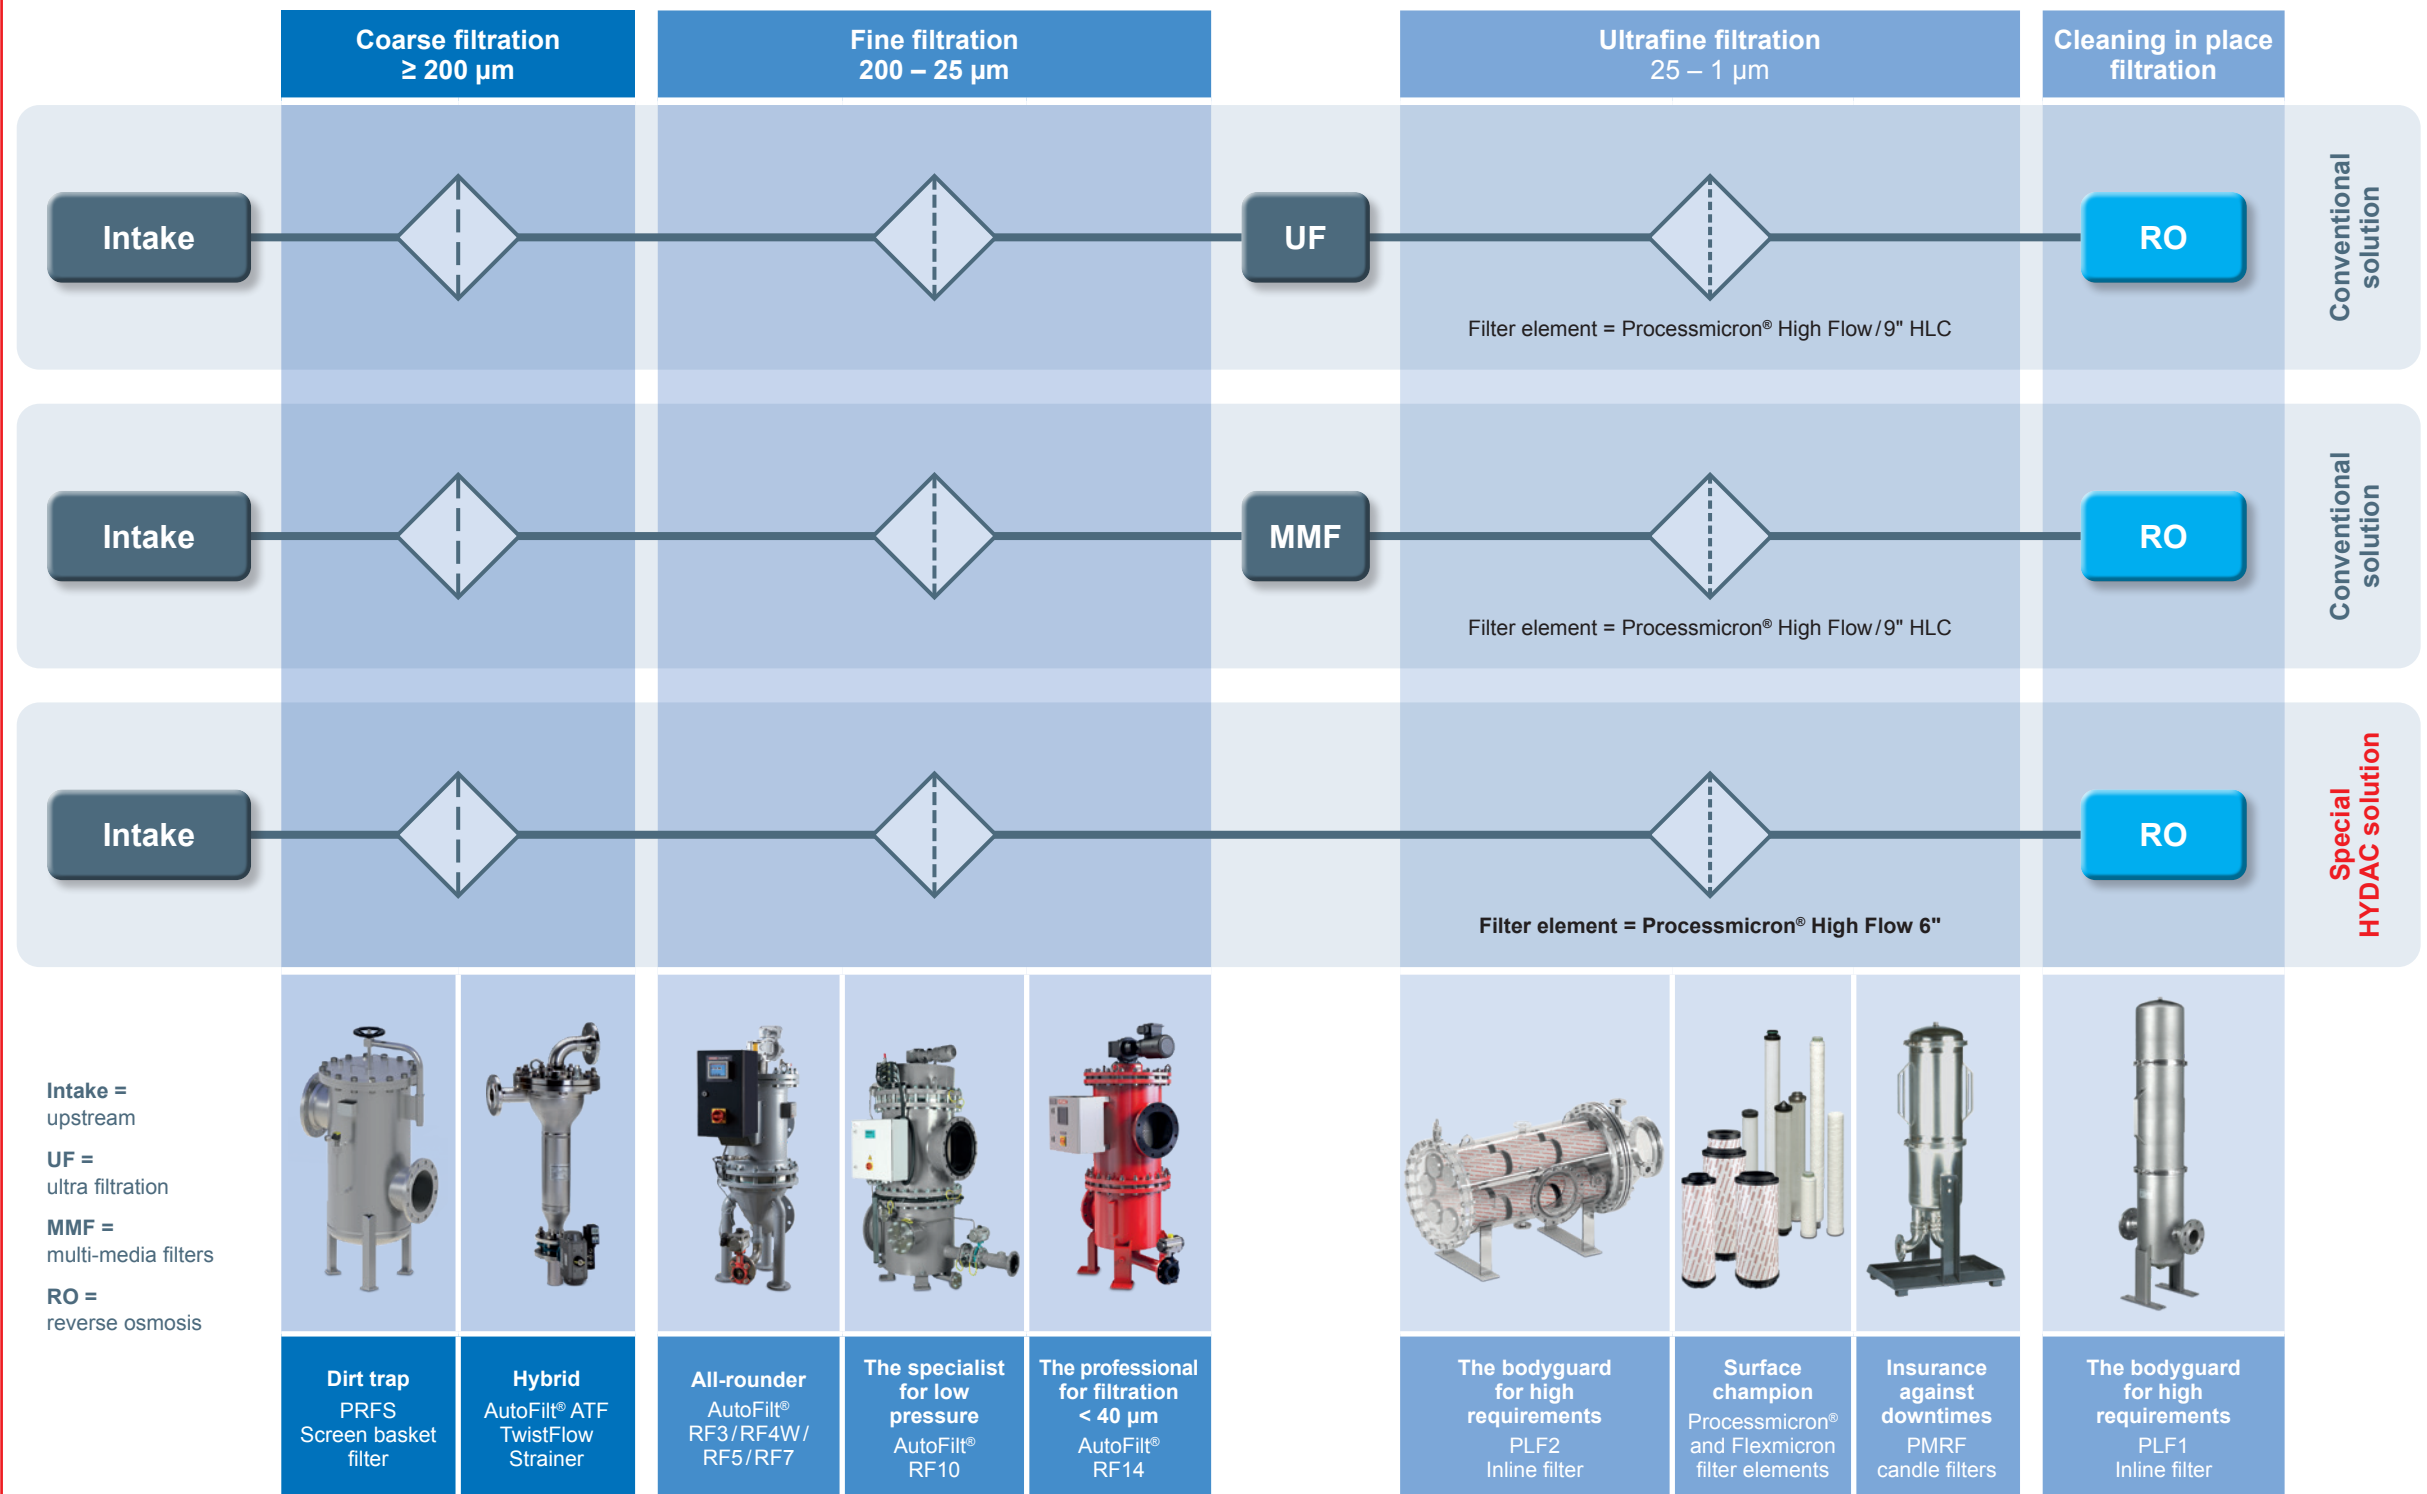 Coarse filtration
≥ 200 µm
Fine filtration
200 – 25 µm
Ultrafine filtration
25 – 1 µm
Cleaning in place
filtration
Intake
UF
RO
Filter element = Processmicron® High Flow/9" HLC
Conventional
solution
Intake
MMF
RO
Filter element = Processmicron® High Flow/9" HLC
Conventional
solution
Intake
RO
Filter element = Processmicron® High Flow 6"
Special
HYDAC solution
Intake =
upstream
UF =
ultra filtration
MMF =
multi-media filters
RO =
reverse osmosis
Dirt trap
PRFS
Screen basket
filter
Hybrid
AutoFilt® ATF
TwistFlow
Strainer
All-rounder
AutoFilt®
RF3/RF4W/
RF5/RF7
The specialist
for low
pressure
AutoFilt®
RF10
The professional
for filtration
< 40 µm
AutoFilt®
RF14
The bodyguard
for high
requirements
PLF2
Inline filter
Surface
champion
Processmicron®
and Flexmicron
filter elements
Insurance
against
downtimes
PMRF
candle filters
The bodyguard
for high
requirements
PLF1
Inline filter